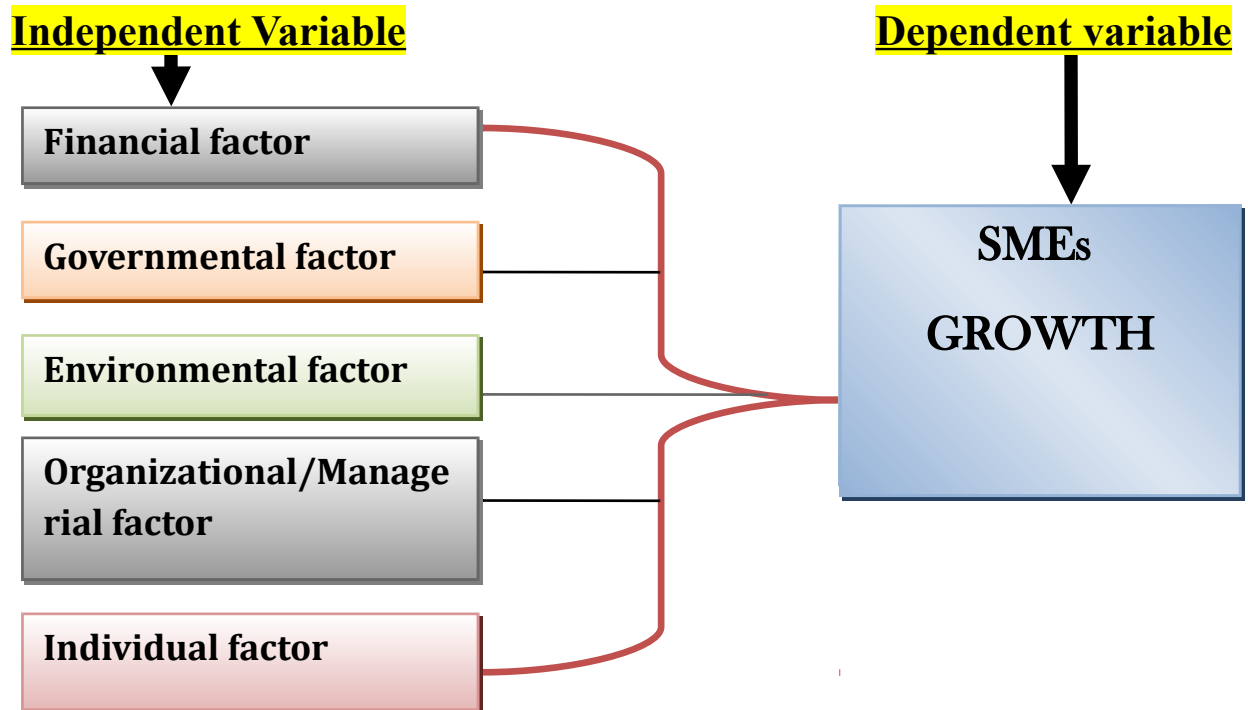 Independent Variable
Dependent variable
Financial factor
Governmental factor
Environmental factor
Organizational/Manage
rial factor
Individual factor
SMEs
GROWTH